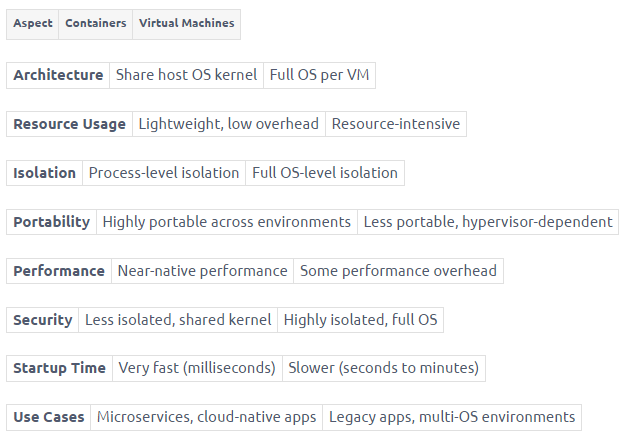 Aspect Containers Virtual Machines
Architecture Share host OS kernel Full OS per VM
Resource Usage Lightweight, low overhead Resource-intensive
Isolation Process-level isolation Full OS-level isolation
Portability Highly portable across environments Less portable, hypervisor-dependent
Performance Near-native performance Some performance overhead
Security Less isolated, shared kernel Highly isolated, full OS
Startup Time Very fast (milliseconds) Slower (seconds to minutes)
Use Cases Microservices, cloud-native apps Legacy apps, multi-OS environments